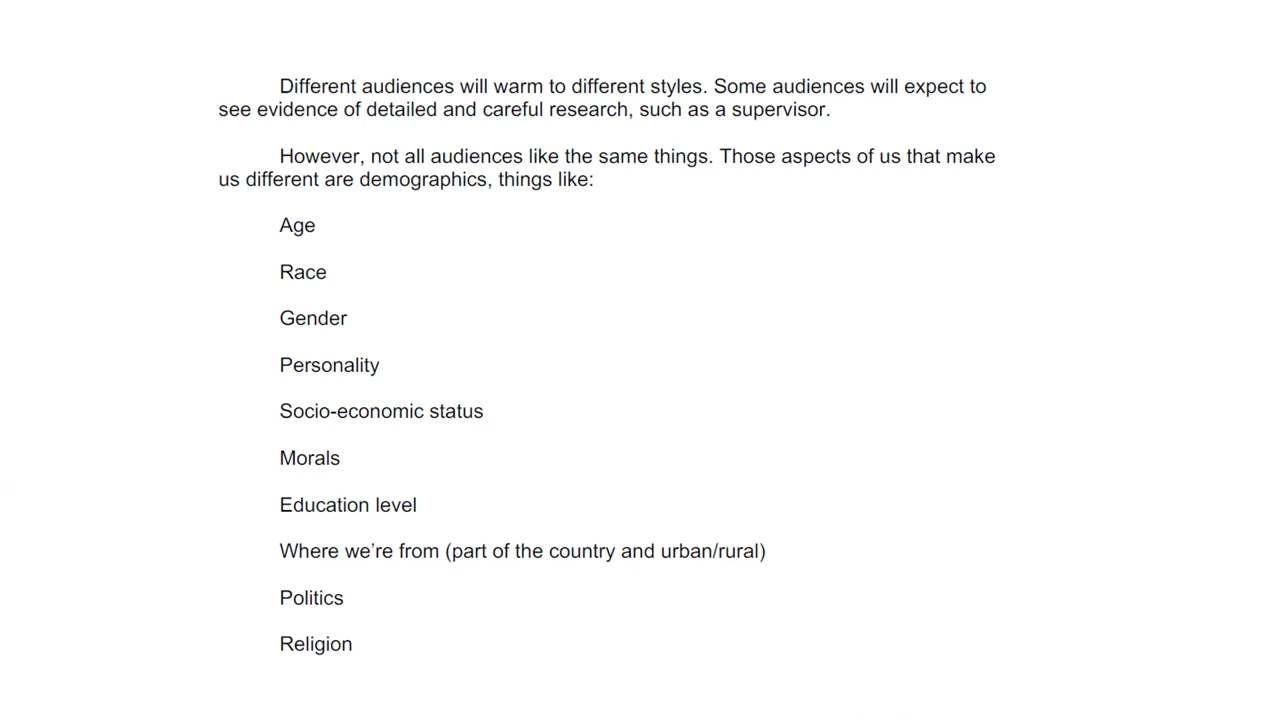 Different audiences will warm to different styles. Some audiences will expect to
see evidence of detailed and careful research, such as a supervisor.
However, not all audiences like the same things. Those aspects of us that make
us different are demographics, things like:
Age
Race
Gender
Personality
Socio-economic status
Morals
Education level
Where we’re from (part of the country and urban/rural)
Politics
Religion